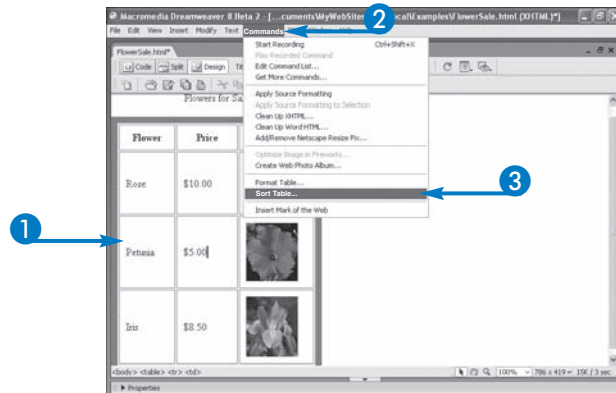 Macromedia Dreamweaver 8 Beta 2 - [...cuments\MyWebSite
ocal\Examples\FlowerSale.html (XHTML)*]
2
File Edit View Insert Modify Text Commands
FlowerSale.html*
Code Split Design
Flowers for Sa
Start Recording Ctrl+Shift+X
Play Recorded Command
Edit Command List...
Get More Commands...
Apply Source Formatting
Apply Source Formatting to Selection
Clean Up XHTML...
Clean Up Word HTML...
Add/Remove Netscape Resize Fix...
Optimize Image in Fireworks...
Create Web Photo Album...
Format Table...
Sort Table...
3
Insert Mark of the Web
Flower Price
Rose $10.00
1
Petunia $5.00
Iris $8.50
<body> <table> <tr> <td>
100% 786 x 419 15K / 3 sec
Properties